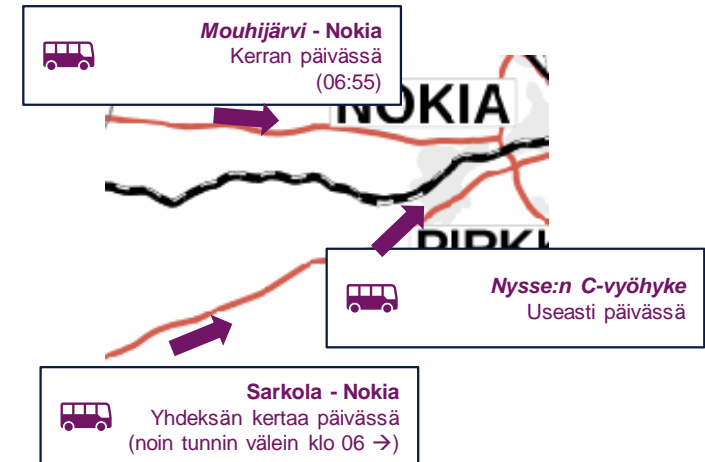 Mouhijärvi - Nokia
Kerran päivässä
(06:55)
NOKIA
PIRKK
Nysse:n C-vyöhyke
Useasti päivässä
Sarkola - Nokia
Yhdeksän kertaa päivässä
(noin tunnin välein klo 06 →)